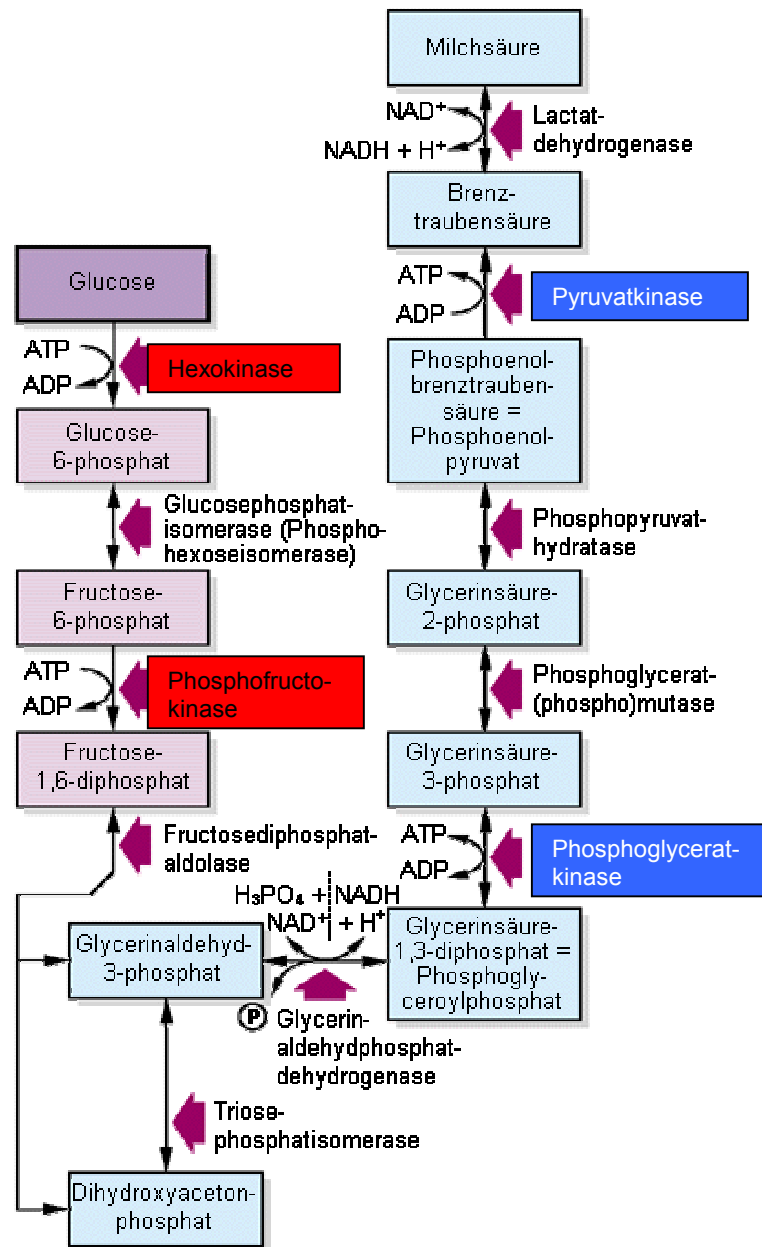 Milchsäure
NAD⁺
NADH + H⁺
Lactat-
dehydrogenase
Brenz-
traubensäure
ATP
ADP
Pyruvatkinase
Phosphoenol-
brenztrauben-
säure =
Phosphoenol-
pyruvat
Phosphopyruvat-
hydratase
Glycerinsäure-
2-phosphat
Phosphoglycerat-
(phospho)mutase
Glycerinsäure-
3-phosphat
ATP
ADP
Phosphoglycerat-
kinase
Glycerinsäure-
1,3-diphosphat =
Phosphogly-
ceroylphosphat
Glucose
ATP
ADP
Hexokinase
Glucose-
6-phosphat
Glucosephosphat-
isomerase (Phospho-
hexoseisomerase)
Fructose-
6-phosphat
ATP
ADP
Phosphofructo-
kinase
Fructose-
1,6-diphosphat
Fructosediphosphat-
aldolase
H₃PO₄ + NADH
NAD⁺ + H⁺
Glycerinaldehyd-
3-phosphat
P
Glycerin-
aldehydphosphat-
dehydrogenase
Triose-
phosphatisomerase
Dihydroxyaceton-
phosphat